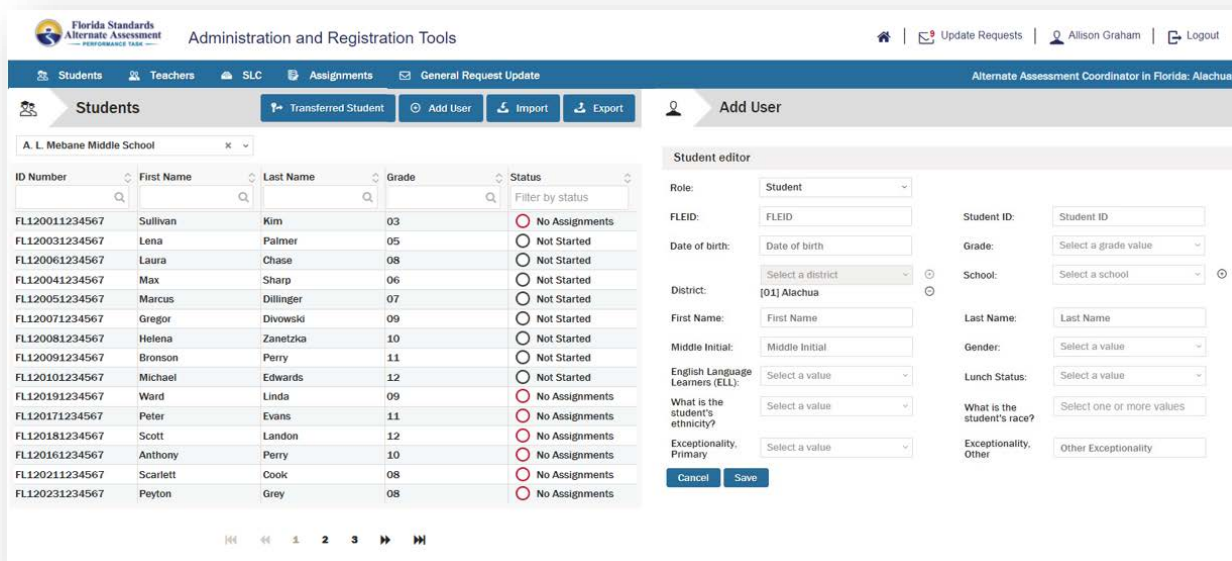 Florida Standards
Alternate Assessment
PERFORMANCE TASK
Administration and Registration Tools
9
Update Requests
Allison Graham
Logout
Students Teachers SLC Assignments General Request Update
Alternate Assessment Coordinator in Florida: Alachua
Students
Transferred Student Add User Import Export
A. L. Mebane Middle School
ID Number First Name Last Name Grade Status
Filter by status
FL120011234567 Sullivan Kim 03 No Assignments
FL120031234567 Lena Palmer 05 Not Started
FL120061234567 Laura Chase 08 Not Started
FL120041234567 Max Sharp 06 Not Started
FL120051234567 Marcus Dillinger 07 Not Started
FL120071234567 Gregor Divowski 09 Not Started
FL120081234567 Helena Zanetzka 10 Not Started
FL120091234567 Bronson Perry 11 Not Started
FL120101234567 Michael Edwards 12 Not Started
FL120191234567 Ward Linda 09 No Assignments
FL120171234567 Peter Evans 11 No Assignments
FL120181234567 Scott Landon 12 No Assignments
FL120161234567 Anthony Perry 10 No Assignments
FL120211234567 Scarlett Cook 08 No Assignments
FL120231234567 Peyton Grey 08 No Assignments
1 2 3
Add User
Student editor
Role: Student
FLEID: FLEID Student ID: Student ID
Date of birth: Date of birth Grade: Select a grade value
Select a district School: Select a school
District: [01] Alachua
First Name: First Name Last Name: Last Name
Middle Initial: Middle Initial Gender: Select a value
English Language
Learners (ELL): Select a value Lunch Status: Select a value
What is the
student's
ethnicity? Select a value What is the
student's race? Select one or more values
Exceptionality,
Primary Select a value Exceptionality,
Other Other Exceptionality
Cancel Save